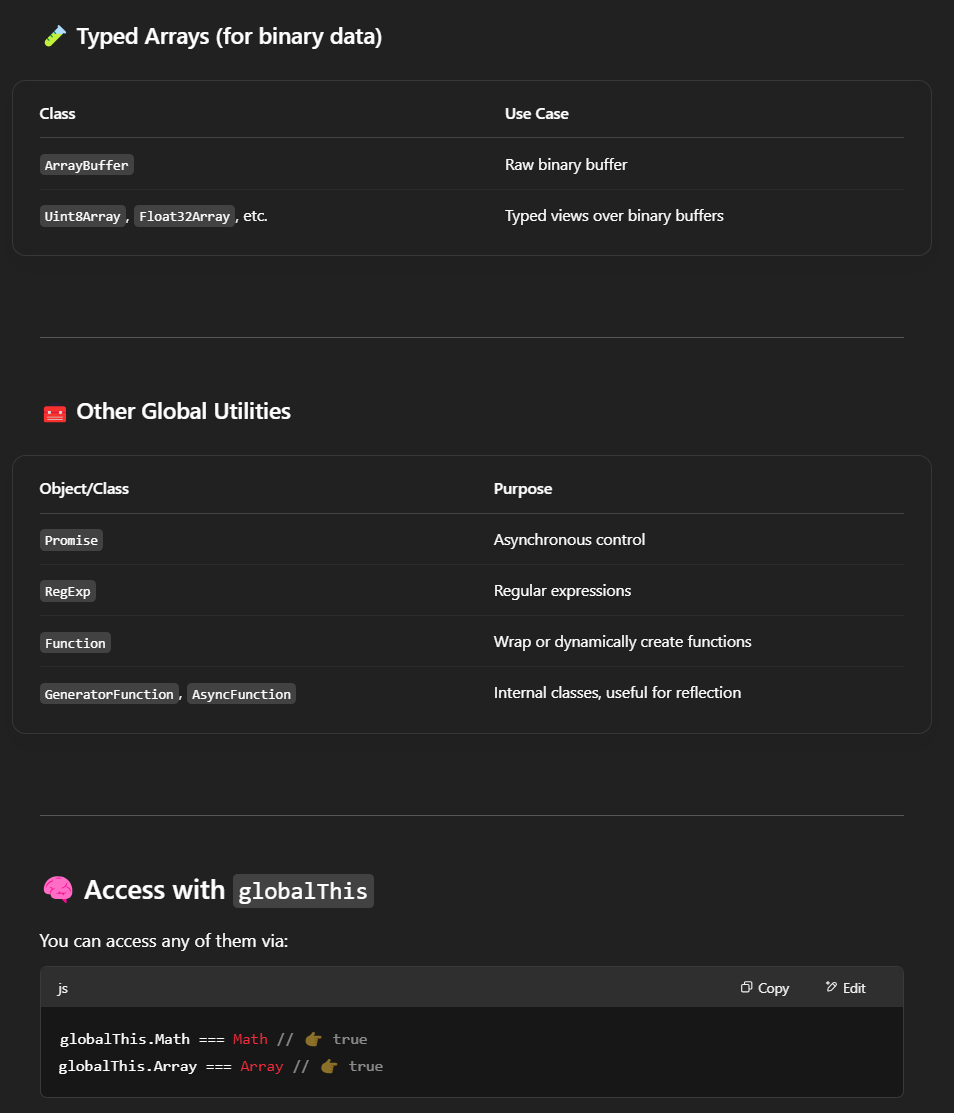 🧪 Typed Arrays (for binary data)
Class Use Case
ArrayBuffer Raw binary buffer
Uint8Array, Float32Array, etc. Typed views over binary buffers
Other Global Utilities
Object/Class Purpose
Promise Asynchronous control
RegExp Regular expressions
Function Wrap or dynamically create functions
GeneratorFunction, AsyncFunction Internal classes, useful for reflection
🧠 Access with globalThis
You can access any of them via:
js Copy Edit
globalThis.Math === Math // 👉 true
globalThis.Array === Array // 👉 true